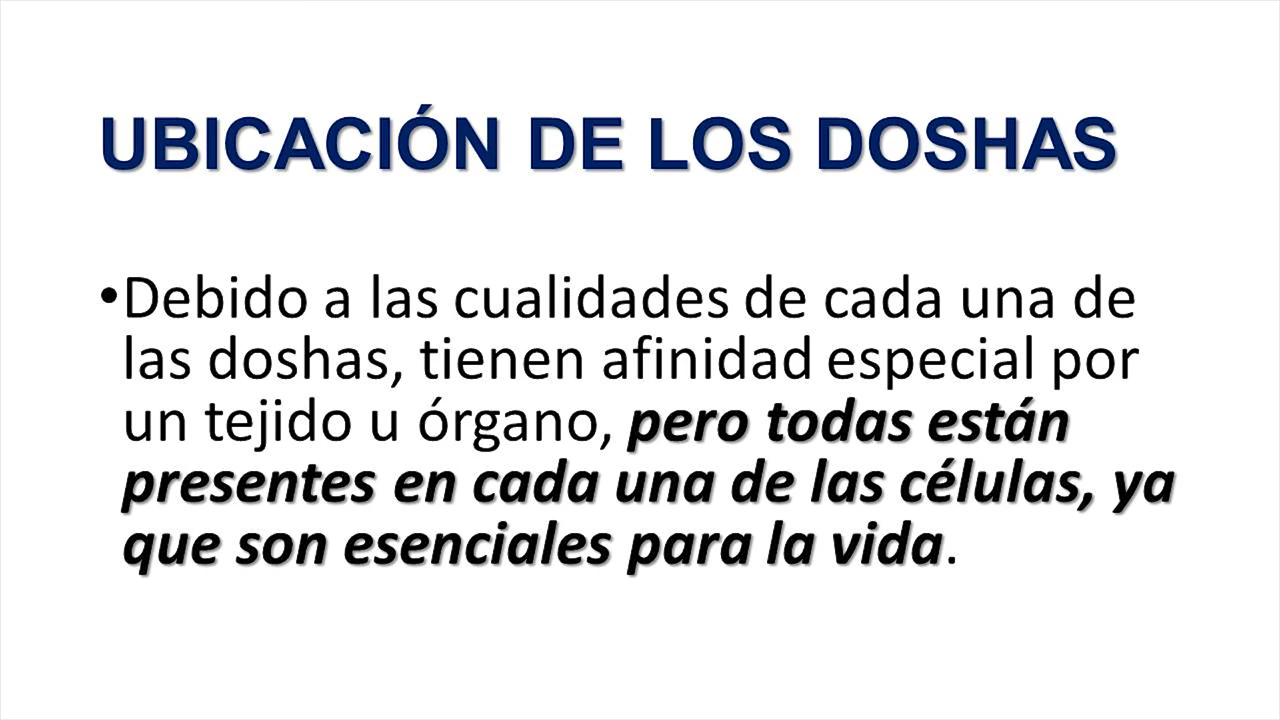 UBICACIÓN DE LOS DOSHAS
•Debido a las cualidades de cada una de
las doshas, tienen afinidad especial por
un tejido u órgano, pero todas están
presentes en cada una de las células, ya
que son esenciales para la vida.